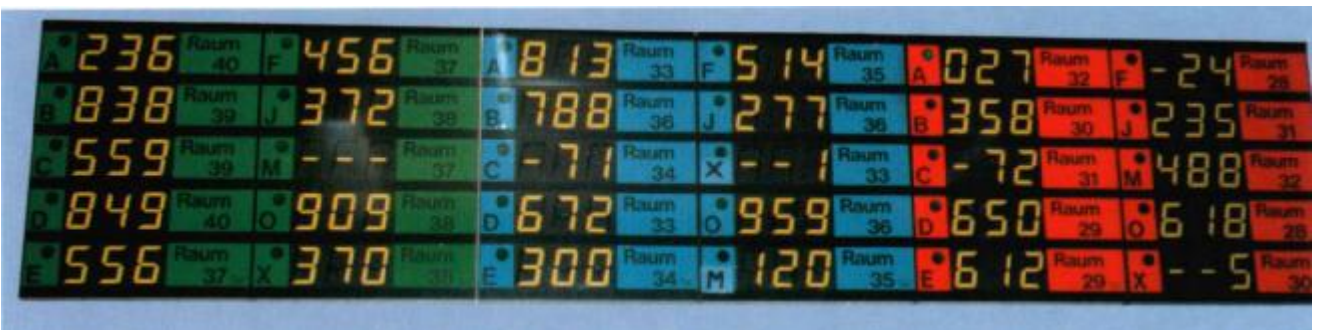 A 236 Raum 40 F 456 Raum 37 A 813 Raum 33 F 514 Raum 35 A 027 Raum 32 F -24 Raum 28
B 838 Raum 39 J 372 Raum 38 B 788 Raum 36 J 277 Raum 36 B 358 Raum 30 J 235 Raum 31
C 559 Raum 39 M --- Raum 37 C -71 Raum 34 X --1 Raum 33 C -72 Raum 31 M 488 Raum 32
D 849 Raum 40 O 909 Raum 38 D 672 Raum 33 O 959 Raum 36 D 650 Raum 29 O 618 Raum 28
E 556 Raum 37 X 370 Raum E 300 Raum 34 M 120 Raum 35 E 612 Raum 29 X --5 Raum 30